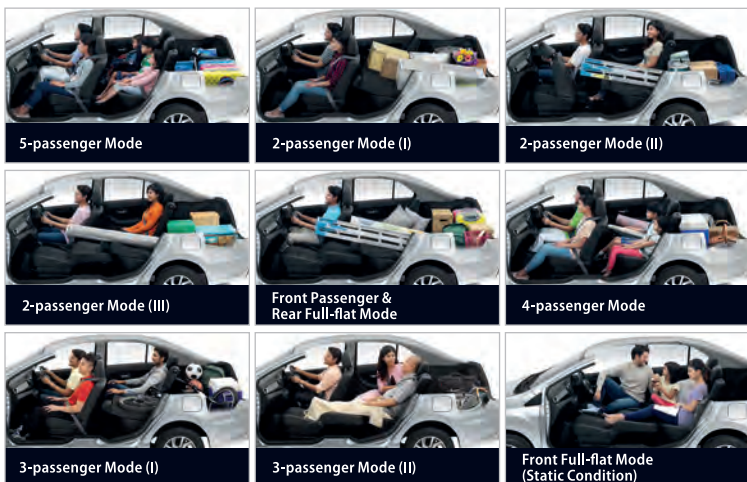 5-passenger Mode
2-passenger Mode (I)
2-passenger Mode (II)
2-passenger Mode (III)
Front Passenger &
Rear Full-flat Mode
4-passenger Mode
3-passenger Mode (I)
3-passenger Mode (II)
Front Full-flat Mode
(Static Condition)